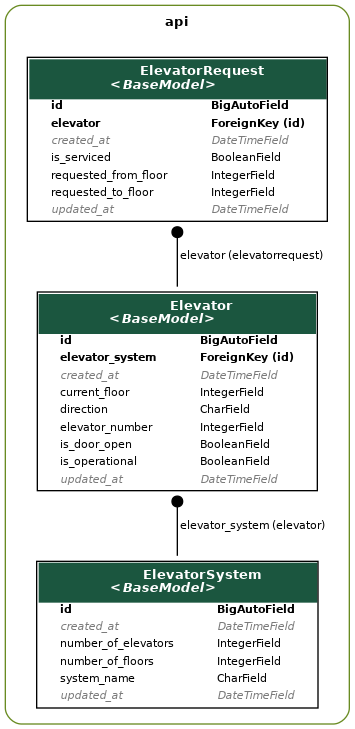 api
ElevatorRequest
<BaseModel>
id BigAutoField
elevator ForeignKey (id)
created_at DateTimeField
is_serviced BooleanField
requested_from_floor IntegerField
requested_to_floor IntegerField
updated_at DateTimeField
elevator (elevatorrequest)
Elevator
<BaseModel>
id BigAutoField
elevator_system ForeignKey (id)
created_at DateTimeField
current_floor IntegerField
direction CharField
elevator_number IntegerField
is_door_open BooleanField
is_operational BooleanField
updated_at DateTimeField
elevator_system (elevator)
ElevatorSystem
<BaseModel>
id BigAutoField
created_at DateTimeField
number_of_elevators IntegerField
number_of_floors IntegerField
system_name CharField
updated_at DateTimeField